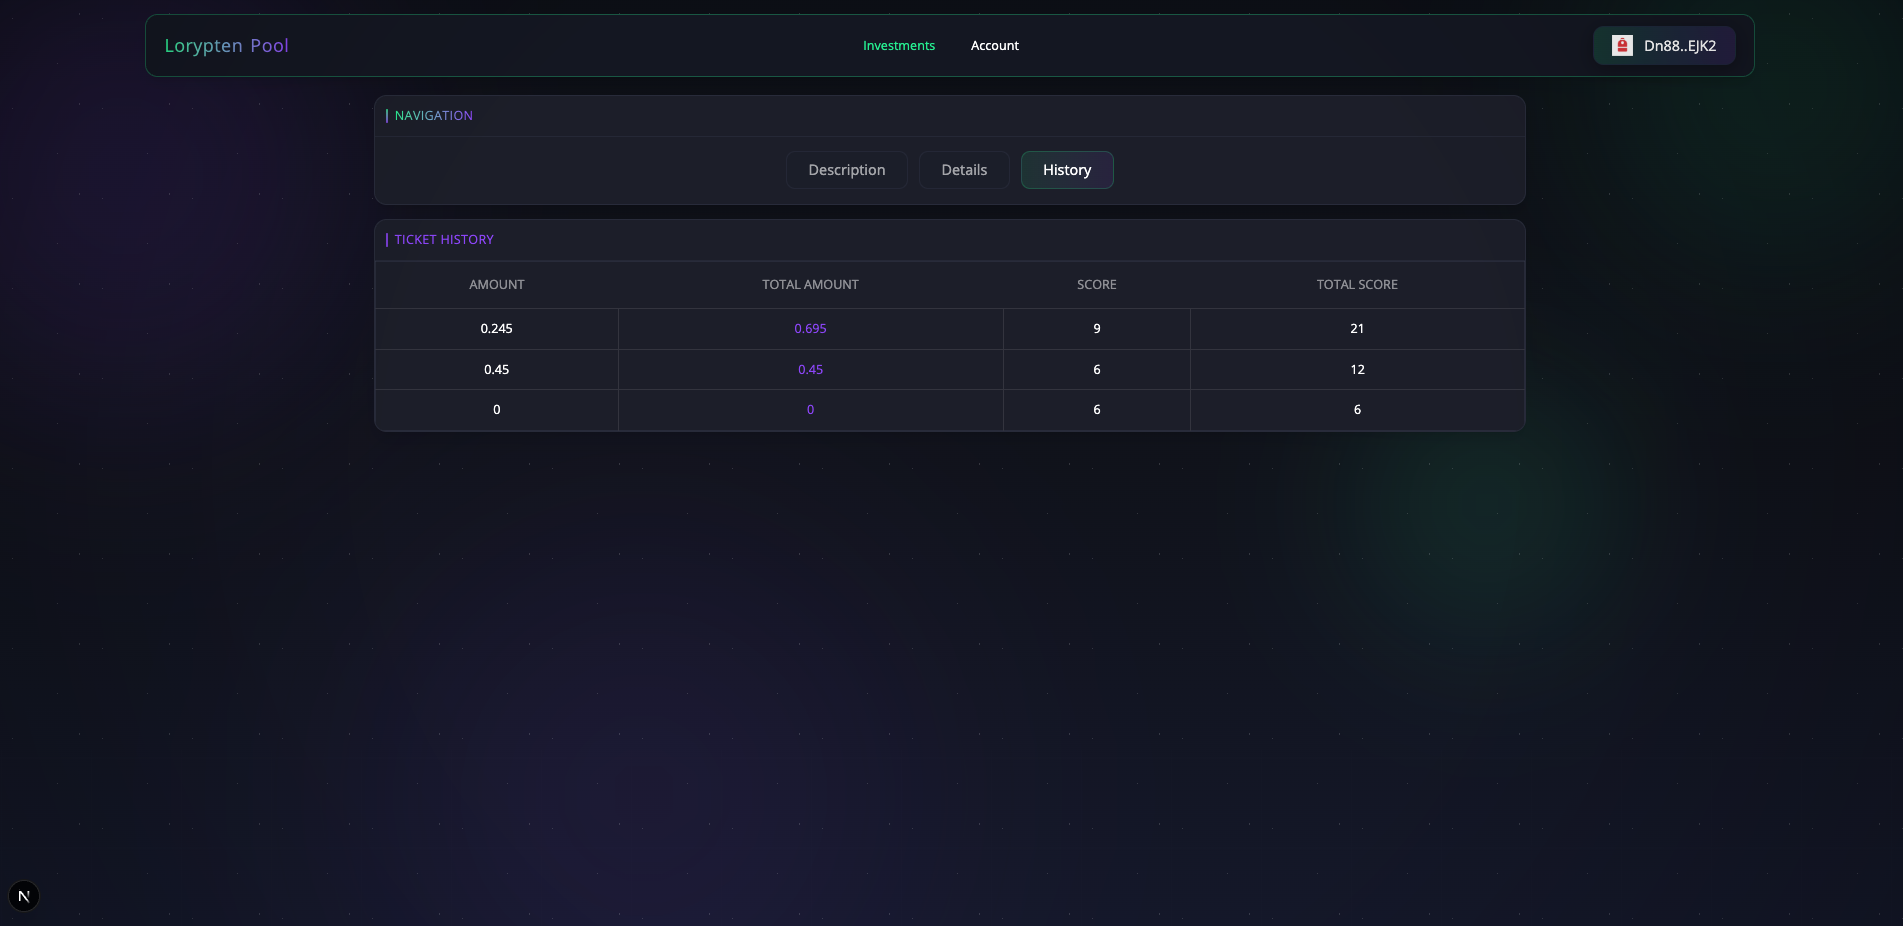 Lorypten Pool Investments Account Dn88..EJK2
NAVIGATION
Description Details History
TICKET HISTORY
AMOUNT TOTAL AMOUNT SCORE TOTAL SCORE
0.245 0.695 9 21
0.45 0.45 6 12
0 0 6 6
N